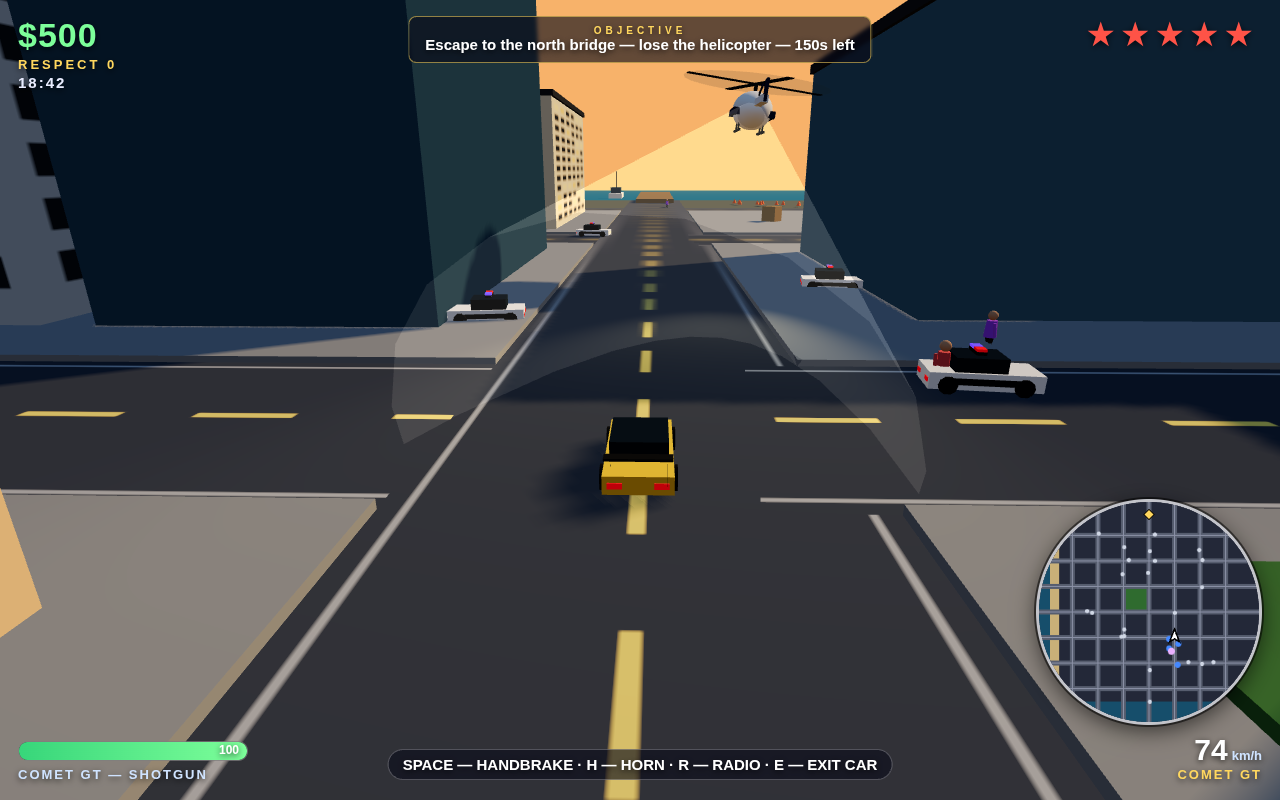 $500
RESPECT 0
18:42
OBJECTIVE
Escape to the north bridge — lose the helicopter — 150s left
100
COMET GT — SHOTGUN
SPACE — HANDBRAKE · H — HORN · R — RADIO · E — EXIT CAR
74 km/h
COMET GT